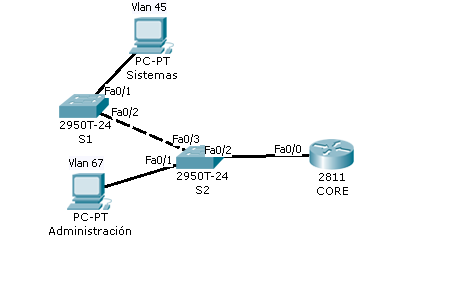 Vlan 45
PC-PT
Sistemas
Fa0/1
Fa0/2
2950T-24
S1
Fa0/3
Fa0/1
Fa0/2
Fa0/0
2950T-24
S2
2811
CORE
Vlan 67
PC-PT
Administración